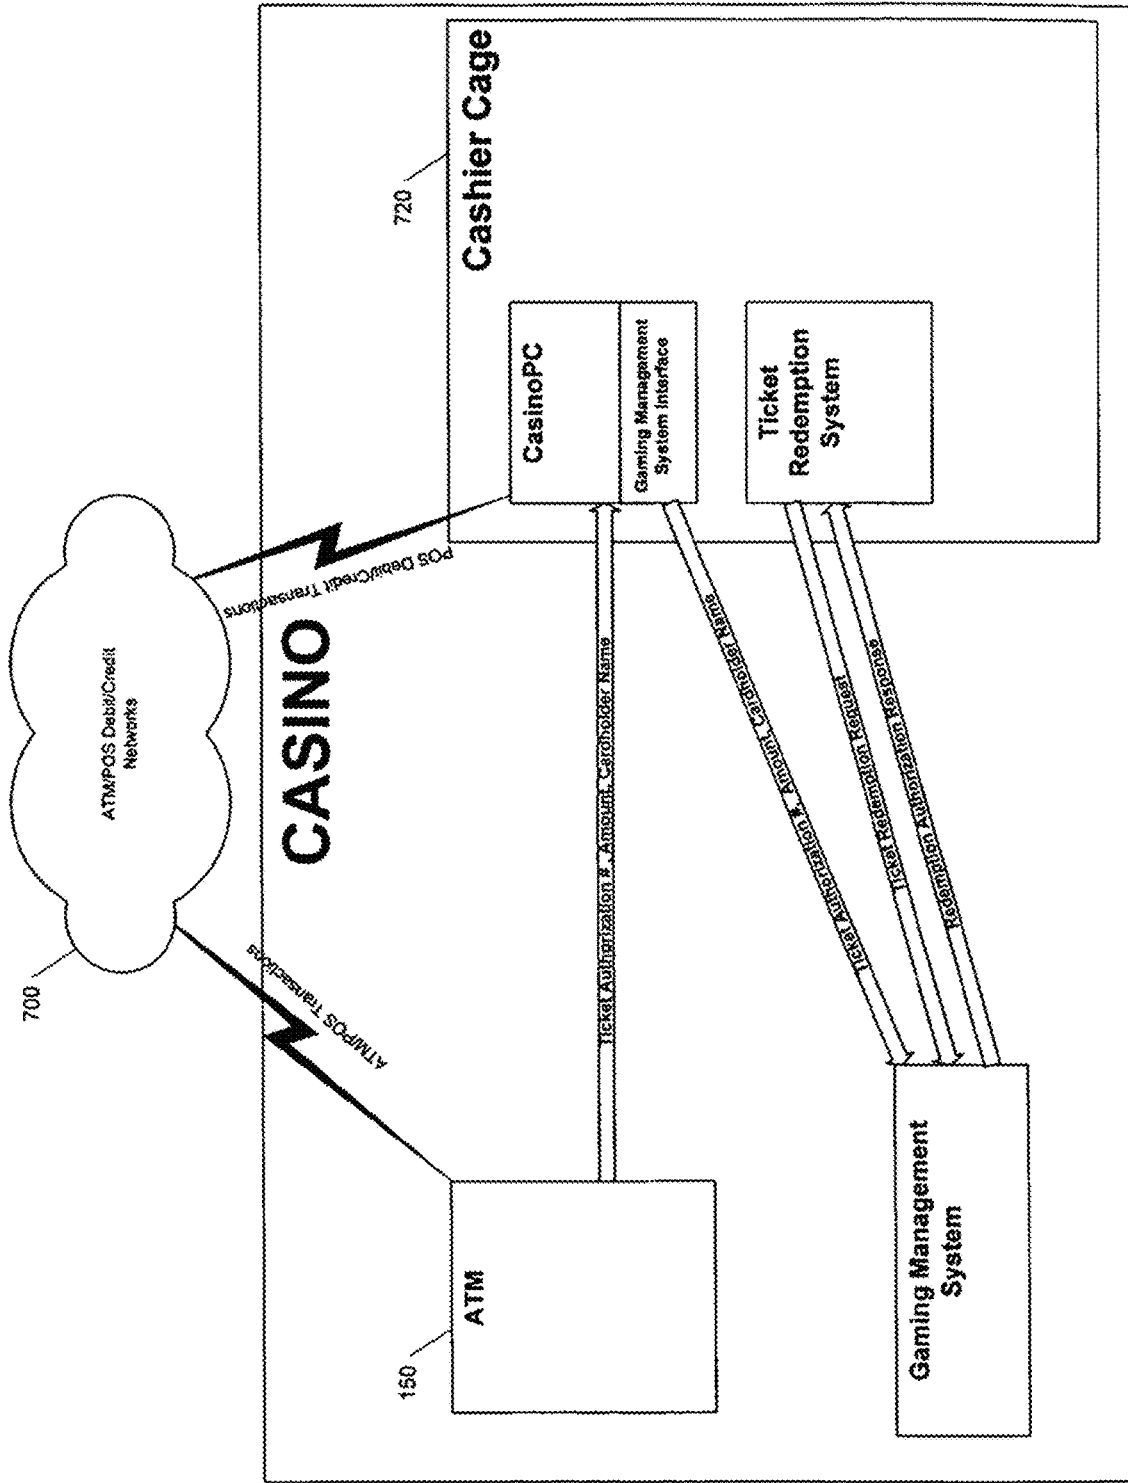 700
ATM/POS Debit/Credit
Networks
ATM/POS Transactions
POS Debit/Credit Transactions
CASINO
720
Cashier Cage
150
ATM
Ticket Authorization #, Amount, Cardholder Name
CasinoPC
Gaming Management
System Interface
Ticket Authorization #, Amount, Cardholder Name
Ticket Redemption Request
Redemption Authorization Response
Ticket
Redemption
System
Gaming Management
System